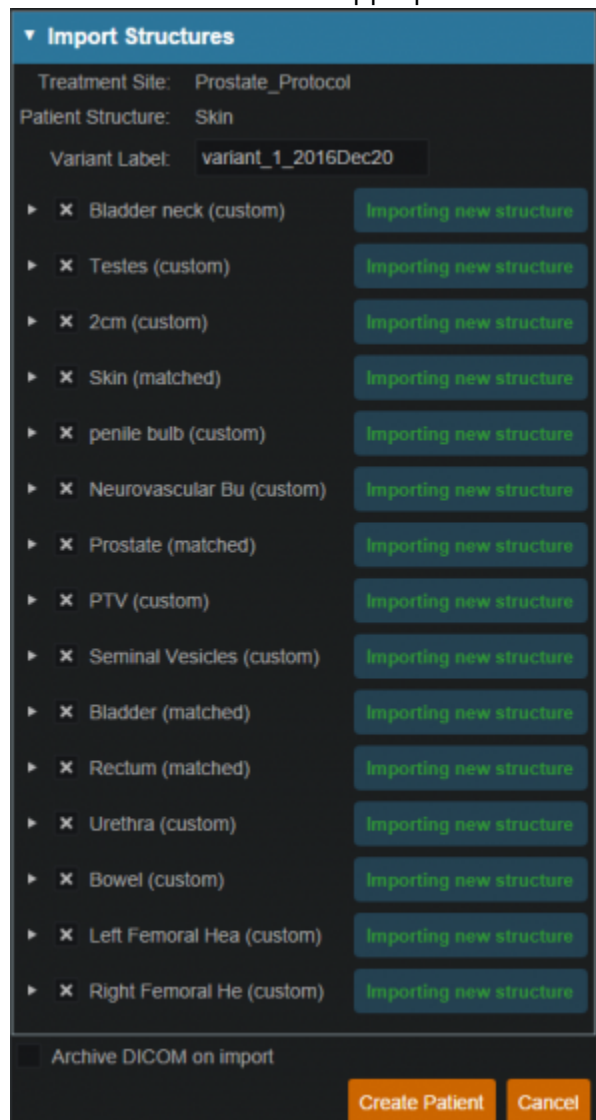 Import Structures
Treatment Site: Prostate_Protocol
Patient Structure: Skin
Variant Label: variant_1_2016Dec20
Bladder neck (custom) Importing new structure
Testes (custom) Importing new structure
2cm (custom) Importing new structure
Skin (matched) Importing new structure
penile bulb (custom) Importing new structure
Neurovascular Bu (custom) Importing new structure
Prostate (matched) Importing new structure
PTV (custom) Importing new structure
Seminal Vesicles (custom) Importing new structure
Bladder (matched) Importing new structure
Rectum (matched) Importing new structure
Urethra (custom) Importing new structure
Bowel (custom) Importing new structure
Left Femoral Hea (custom) Importing new structure
Right Femoral He (custom) Importing new structure
Archive DICOM on import
Create Patient Cancel